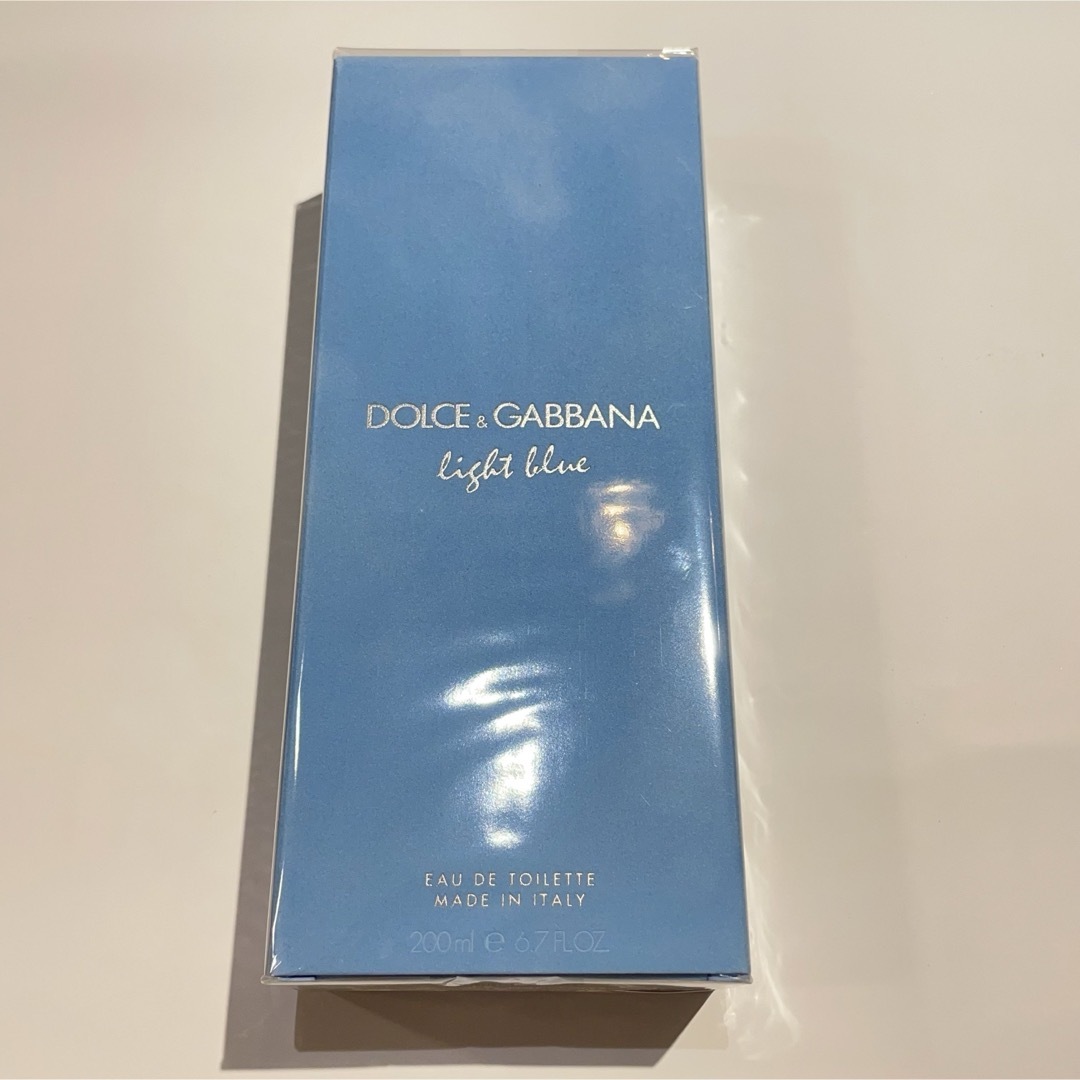 DOLCE & GABBANA
light blue
EAU DE TOILETTE
MADE IN ITALY
200ml e 6.7 FL.OZ.